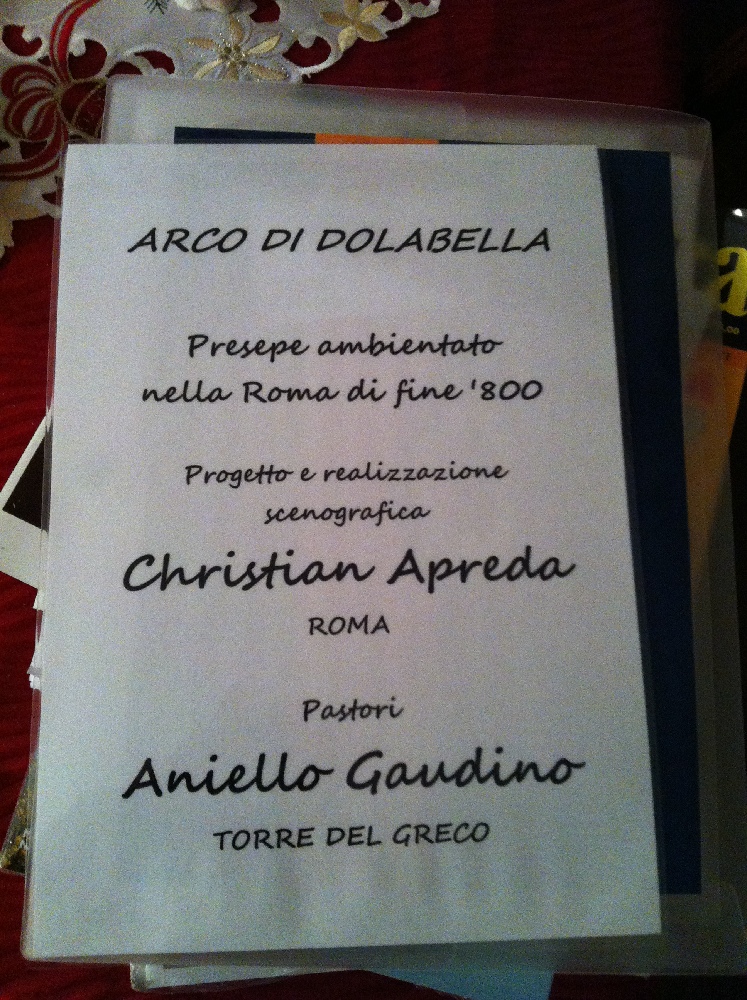 ARCO DI DOLABELLA
Presepe ambientato
nella Roma di fine '800
Progetto e realizzazione
scenografica
Christian Apreda
ROMA
Pastori
Aniello Gaudino
TORRE DEL GRECO